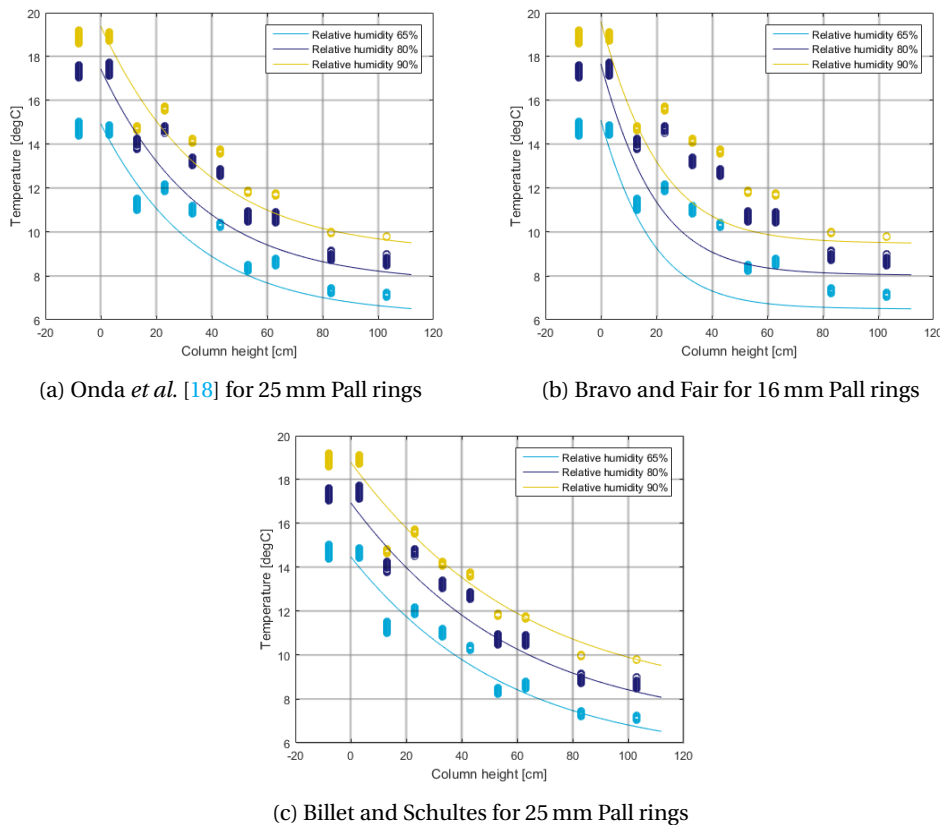 20
18
16
14
12
10
8
6
Temperature [degC]
-20 0 20 40 60 80 100 120
Column height [cm]
Relative humidity 65%
Relative humidity 80%
Relative humidity 90%
(a) Onda et al. [18] for 25 mm Pall rings
20
18
16
14
12
10
8
6
Temperature [degC]
-20 0 20 40 60 80 100 120
Column height [cm]
Relative humidity 65%
Relative humidity 80%
Relative humidity 90%
(b) Bravo and Fair for 16 mm Pall rings
20
18
16
14
12
10
8
6
Temperature [degC]
-20 0 20 40 60 80 100 120
Column height [cm]
Relative humidity 65%
Relative humidity 80%
Relative humidity 90%
(c) Billet and Schultes for 25 mm Pall rings